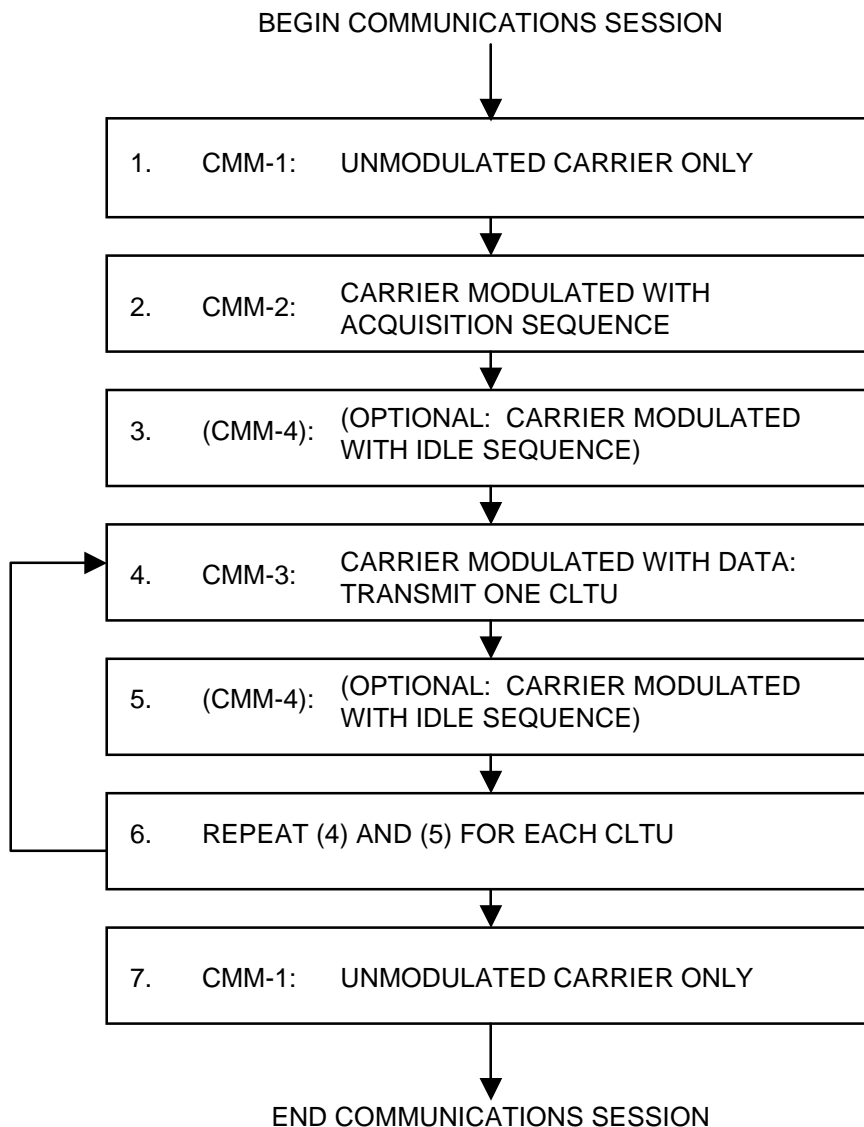 BEGIN COMMUNICATIONS SESSION
1. CMM-1: UNMODULATED CARRIER ONLY
2. CMM-2: CARRIER MODULATED WITH
ACQUISITION SEQUENCE
3. (CMM-4): (OPTIONAL: CARRIER MODULATED
WITH IDLE SEQUENCE)
4. CMM-3: CARRIER MODULATED WITH DATA:
TRANSMIT ONE CLTU
5. (CMM-4): (OPTIONAL: CARRIER MODULATED
WITH IDLE SEQUENCE)
6. REPEAT (4) AND (5) FOR EACH CLTU
7. CMM-1: UNMODULATED CARRIER ONLY
END COMMUNICATIONS SESSION